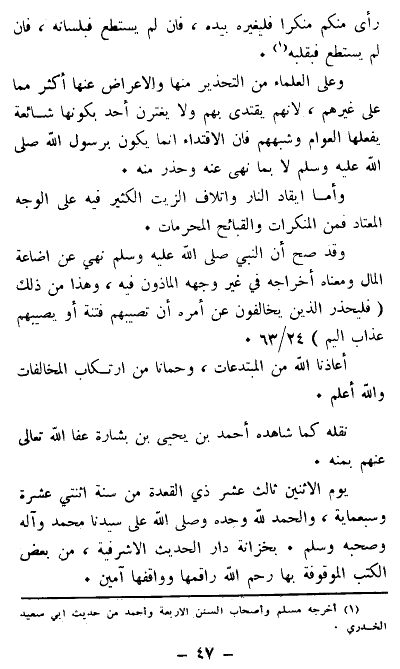 رأى منكم منكرا فليغيره بيده ، فان لم يستطع فبلسانه ، فان
لم يستطع فبقلبه(١) .
وعلى العلماء من التحذير منها والاعراض عنها أكثر مما
على غيرهم ، لانهم يقتدى بهم ولا يغترن أحد بكونها شائعة
يفعلها العوام وشبههم فان الاقتداء انما يكون برسول الله صلى
الله عليه وسلم لا بما نهى عنه وحذر منه .
وأما ايقاد النار واتلاف الزيت الكثير فيه على الوجه
المعتاد فمن المنكرات والقبائح المحرمات .
وقد صح أن النبي صلى الله عليه وسلم نهي عن اضاعة
المال ومعناه أخراجه في غير وجهه الماذون فيه ، وهذا من ذلك
( فليحذر الذين يخالفون عن أمره أن تصيبهم فتنة أو يصيبهم
عذاب اليم ) ٦٣/٢٤ .
أعاذنا الله من المبتدعات ، وحمانا من ارتكاب المخالفات
والله أعلم .
نقله كما شاهده أحمد بن يحيى بن بشارة عفا الله تعالى
عنهم بمنه .
يوم الاثنين ثالث عشر ذي القعدة من سنة اثنتي عشرة
وسبعماية ، والحمد لله وحده وصلى الله على سيدنا محمد وآله
وصحبه وسلم . بخزانة دار الحديث الاشرفية ، من بعض
الكتب الموقوفة بها رحم الله راقمها وواقفها آمين .
(١) أخرجه مسلم وأصحاب السنن الاربعة وأحمد من حديث ابي سعيد
الخدري .
- ٤٧ -